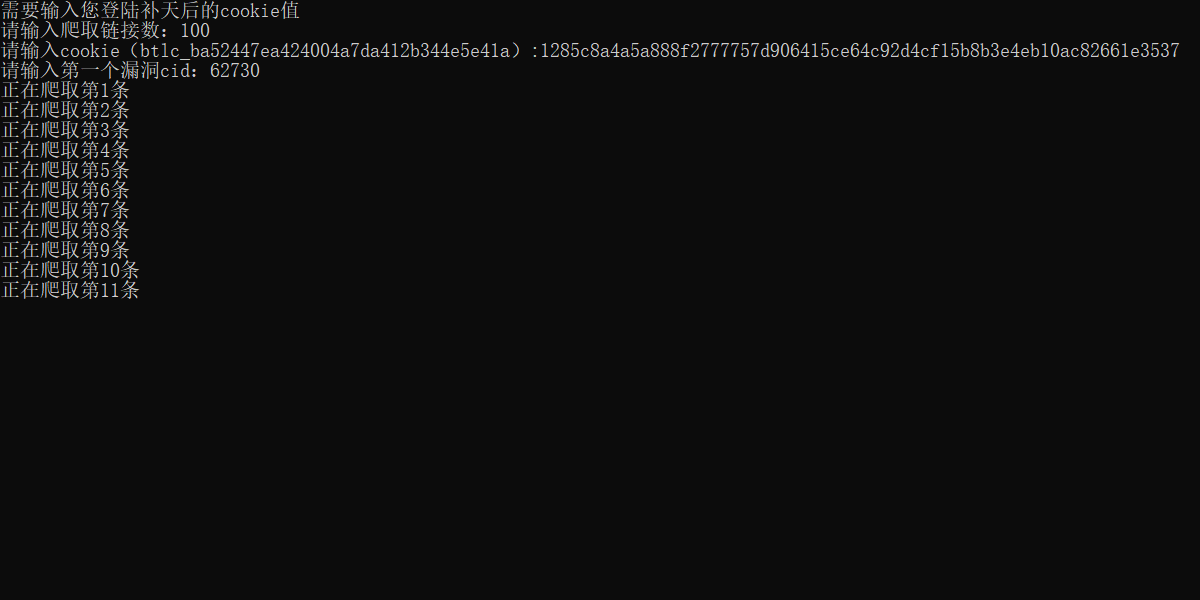 需要输入您登陆补天后的cookie值
请输入爬取链接数：100
请输入cookie（btlc_ba52447ea424004a7da412b344e5e41a）:1285c8a4a5a888f2777757d906415ce64c92d4cf15b8b3e4eb10ac82661e3537
请输入第一个漏洞cid：62730
正在爬取第1条
正在爬取第2条
正在爬取第3条
正在爬取第4条
正在爬取第5条
正在爬取第6条
正在爬取第7条
正在爬取第8条
正在爬取第9条
正在爬取第10条
正在爬取第11条